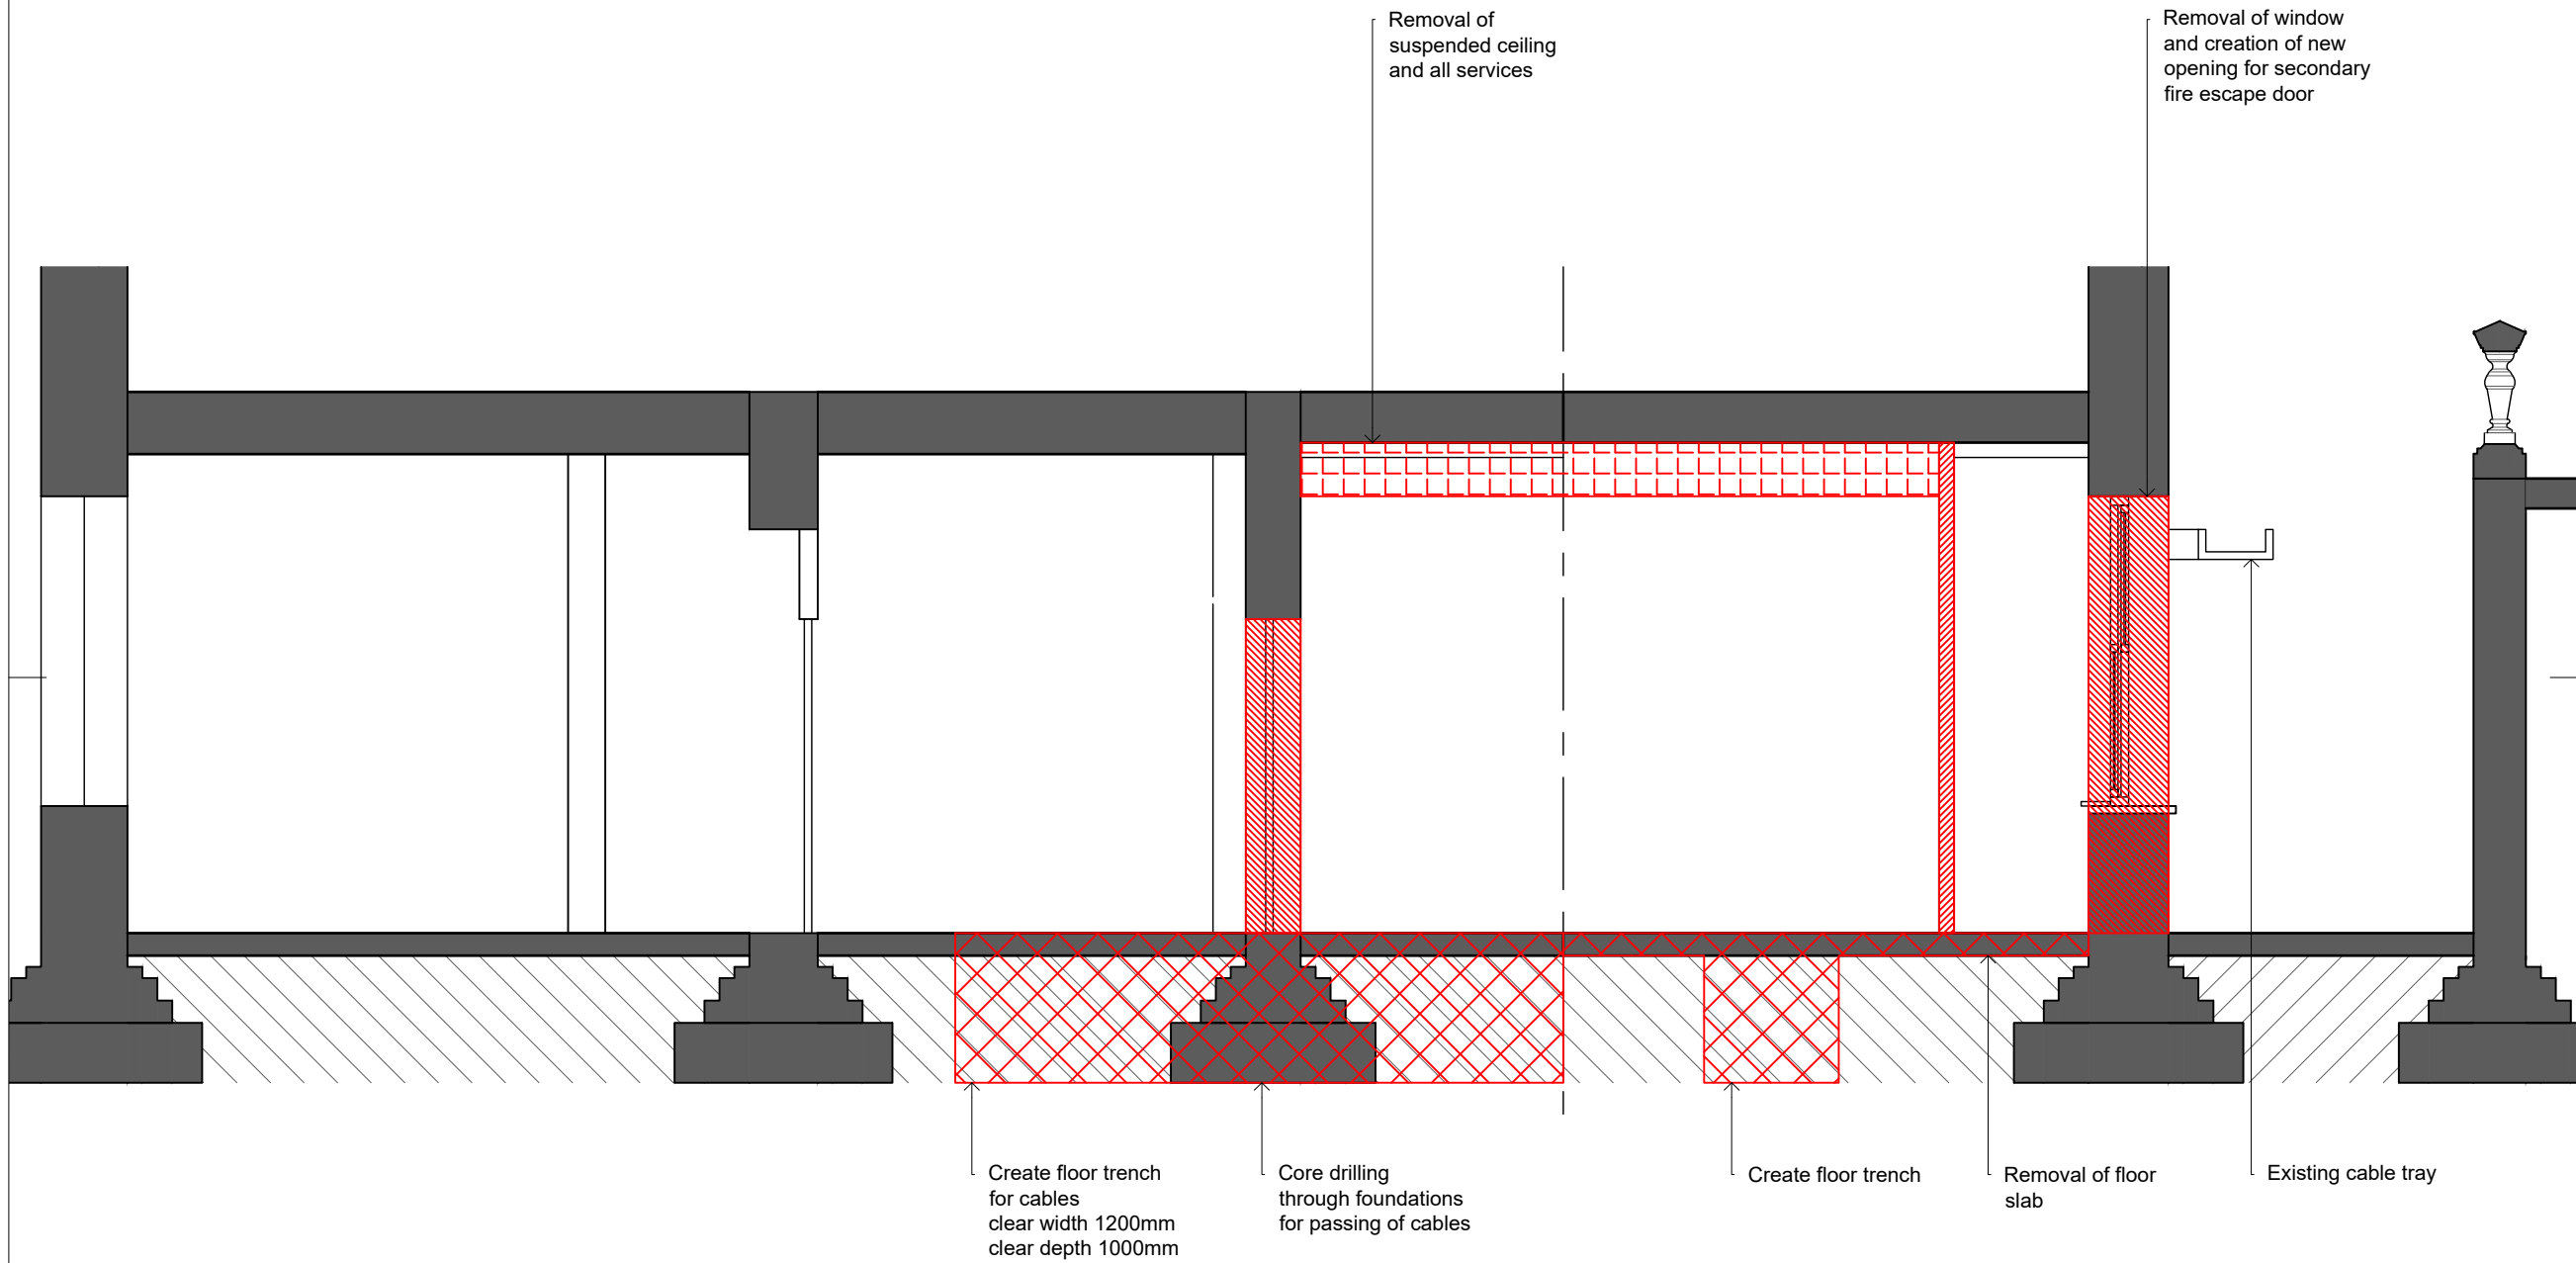 Removal of
suspended ceiling
and all services
Removal of window
and creation of new
opening for secondary
fire escape door
Create floor trench
for cables
clear width 1200mm
clear depth 1000mm
Core drilling
through foundations
for passing of cables
Create floor trench
Removal of floor
slab
Existing cable tray